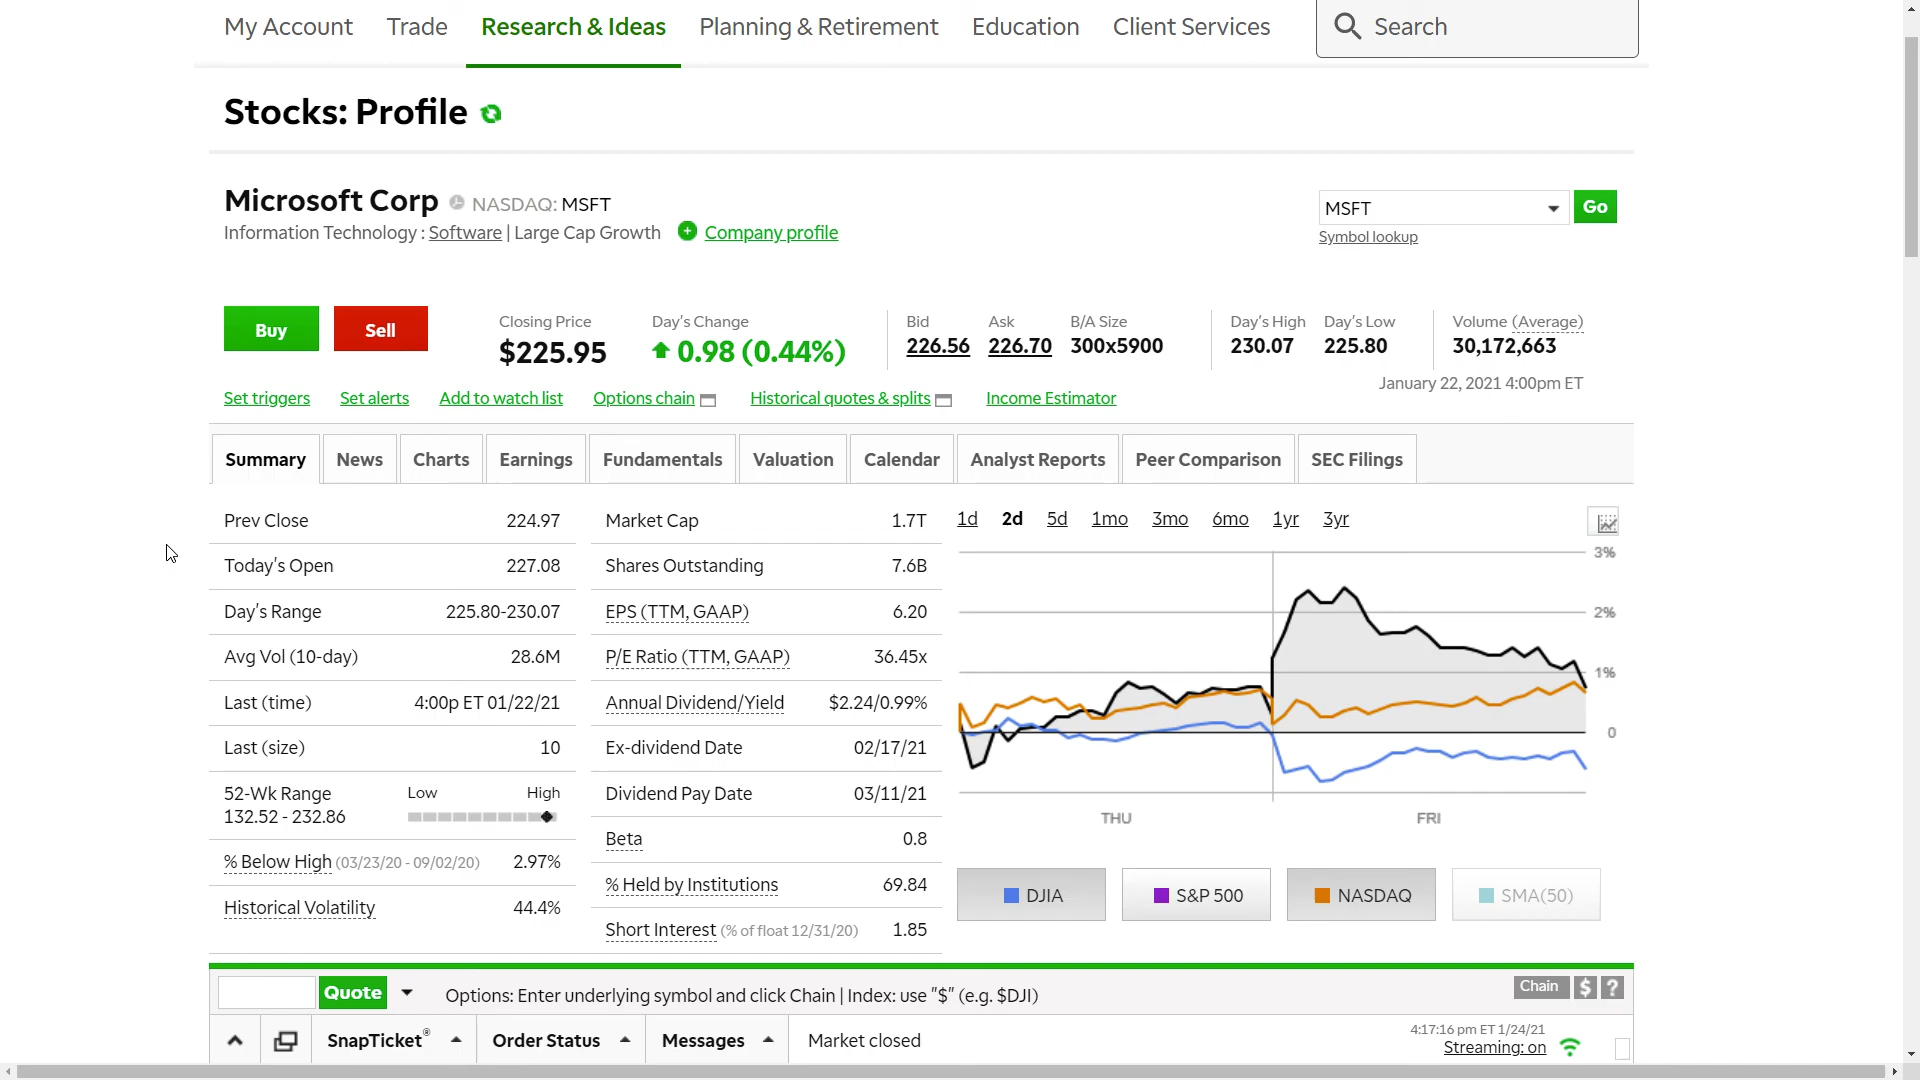 My Account Trade Research & Ideas Planning & Retirement Education Client Services Search
Stocks: Profile
Microsoft Corp NASDAQ: MSFT
Information Technology : Software | Large Cap Growth Company profile
MSFT Go
Symbol lookup
Buy Sell
Closing Price Day's Change Bid Ask B/A Size Day's High Day's Low Volume (Average)
$225.95 0.98 (0.44%) 226.56 226.70 300x5900 230.07 225.80 30,172,663
January 22, 2021 4:00pm ET
Set triggers Set alerts Add to watch list Options chain Historical quotes & splits Income Estimator
Summary News Charts Earnings Fundamentals Valuation Calendar Analyst Reports Peer Comparison SEC Filings
Prev Close 224.97
Today's Open 227.08
Day's Range 225.80-230.07
Avg Vol (10-day) 28.6M
Last (time) 4:00p ET 01/22/21
Last (size) 10
52-Wk Range Low High
132.52 - 232.86
% Below High (03/23/20 - 09/02/20) 2.97%
Historical Volatility 44.4%
Market Cap 1.7T
Shares Outstanding 7.6B
EPS (TTM, GAAP) 6.20
P/E Ratio (TTM, GAAP) 36.45x
Annual Dividend/Yield $2.24/0.99%
Ex-dividend Date 02/17/21
Dividend Pay Date 03/11/21
Beta 0.8
% Held by Institutions 69.84
Short Interest (% of float 12/31/20) 1.85
1d 2d 5d 1mo 3mo 6mo 1yr 3yr
3%
2%
1%
0
THU FRI
DJIA S&P 500 NASDAQ SMA(50)
Quote Options: Enter underlying symbol and click Chain | Index: use "$" (e.g. $DJI) Chain $ ?
SnapTicket® Order Status Messages Market closed
4:17:16 pm ET 1/24/21
Streaming: on